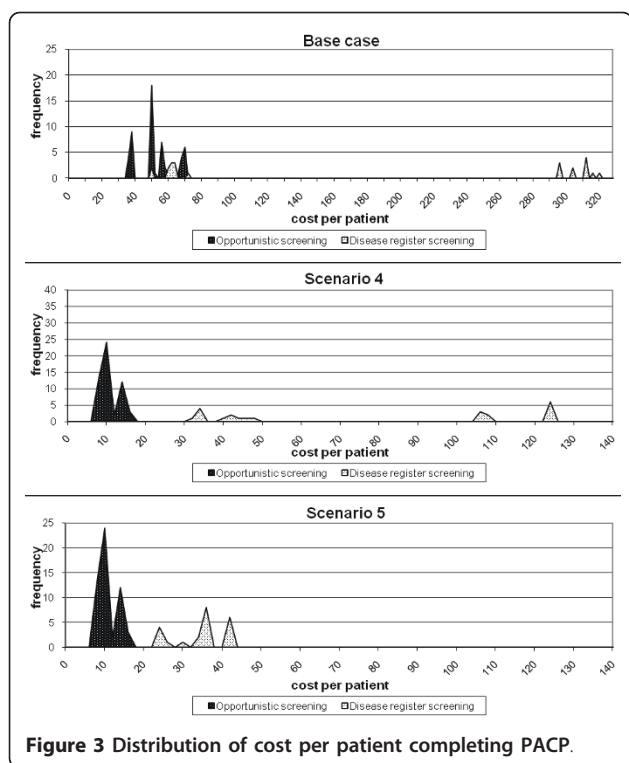 Base case
25
20
15
10
5
0
frequency
0 20 40 60 80 100 120 140 160 180 200 220 240 260 280 300 320
cost per patient
Opportunistic screening Disease register screening
Scenario 4
40
35
30
25
20
15
10
5
0
frequency
0 10 20 30 40 50 60 70 80 90 100 110 120 130 140
cost per patient
Opportunistic screening Disease register screening
Scenario 5
25
20
15
10
5
0
frequency
0 10 20 30 40 50 60 70 80 90 100 110 120 130 140
cost per patient
Opportunistic screening Disease register screening
Figure 3 Distribution of cost per patient completing PACP.